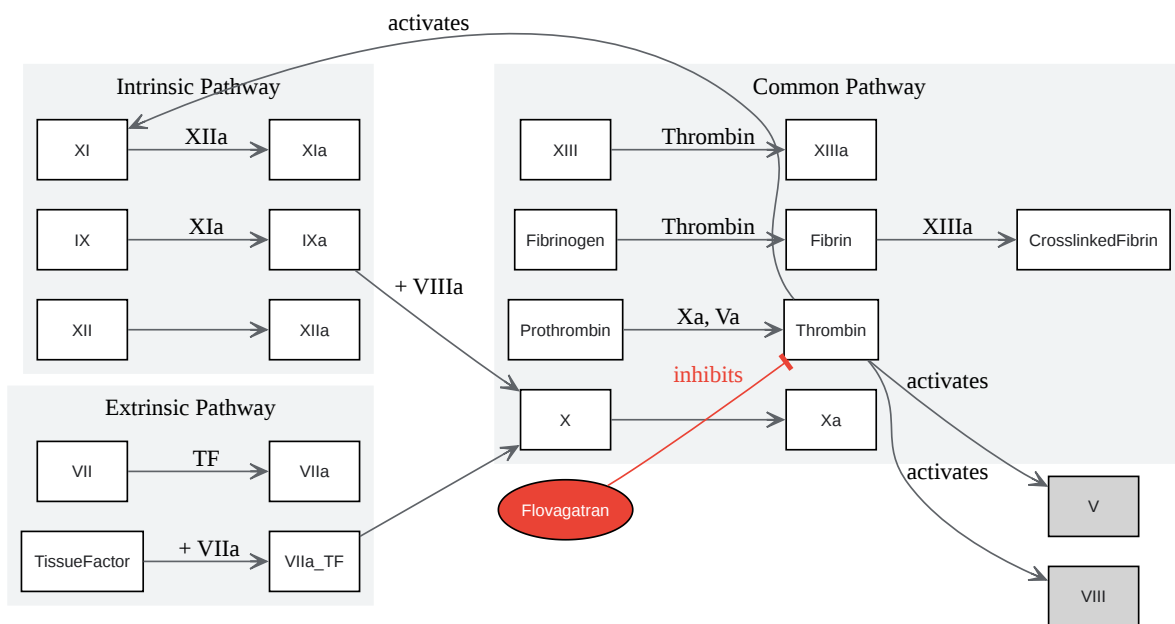 activates
Intrinsic Pathway
XI
XIIa
XIa
IX
XIa
IXa
XII
XIIa
+ VIIIa
Extrinsic Pathway
VII
TF
VIIa
TissueFactor
+ VIIa
VIIa_TF
Common Pathway
XIII
Thrombin
XIIIa
Fibrinogen
Thrombin
Fibrin
XIIIa
CrosslinkedFibrin
Prothrombin
Xa, Va
Thrombin
inhibits
X
Xa
Flovagatran
activates
activates
V
VIII